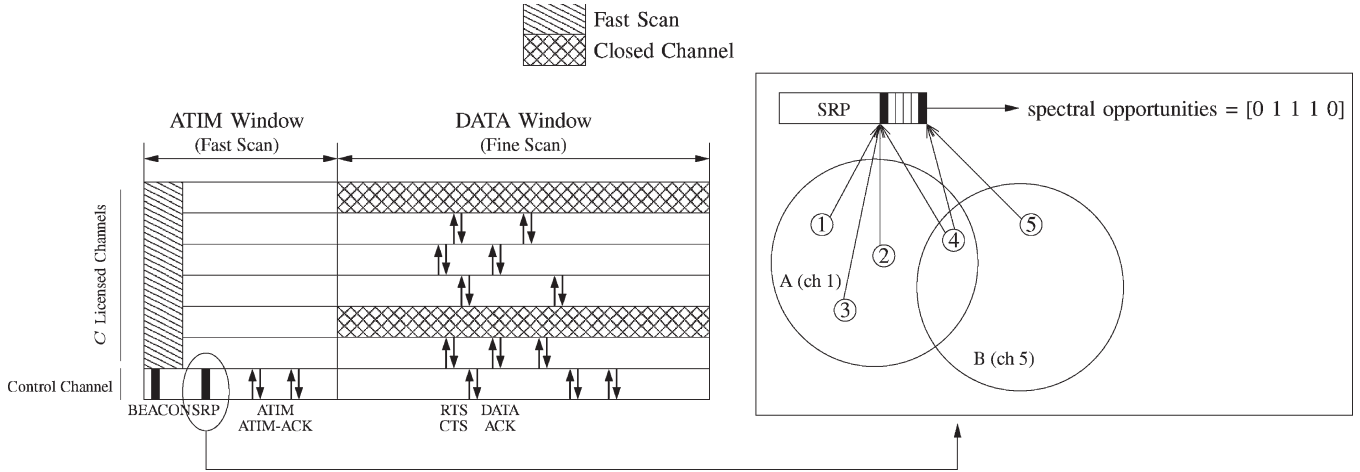 Fast Scan
Closed Channel
ATIM Window
(Fast Scan)
DATA Window
(Fine Scan)
C Licensed Channels
Control Channel
BEACON
SRP
ATIM
ATIM-ACK
RTS
CTS
DATA
ACK
SRP
spectral opportunities = [0 1 1 1 0]
1
2
3
4
5
A (ch 1)
B (ch 5)